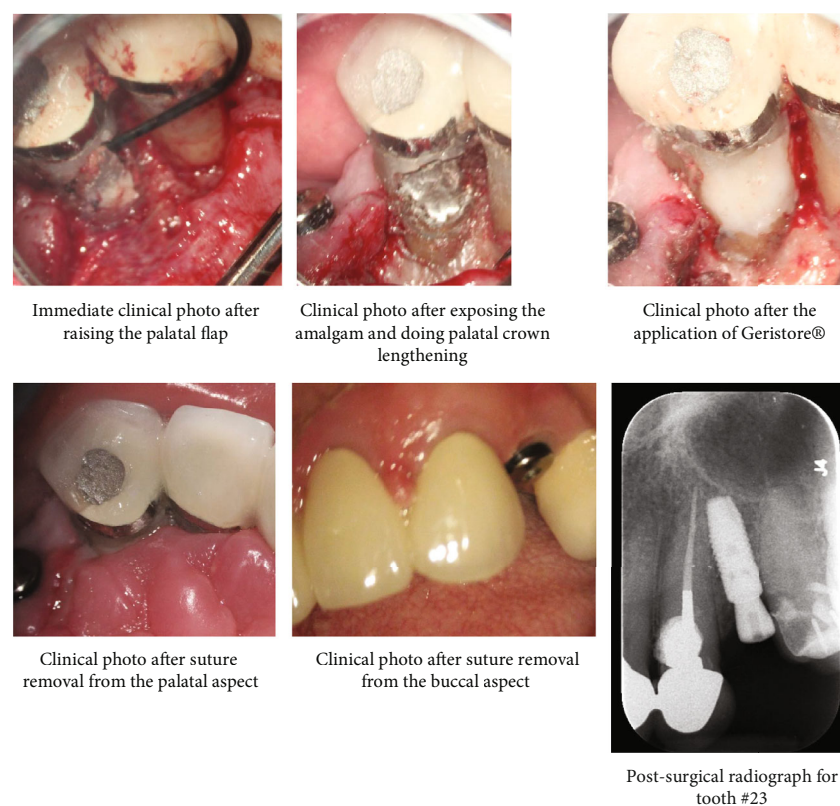 Immediate clinical photo after
raising the palatal flap
Clinical photo after exposing the
amalgam and doing palatal crown
lengthening
Clinical photo after the
application of Geristore®
Clinical photo after suture
removal from the palatal aspect
Clinical photo after suture removal
from the buccal aspect
Post-surgical radiograph for
tooth #23